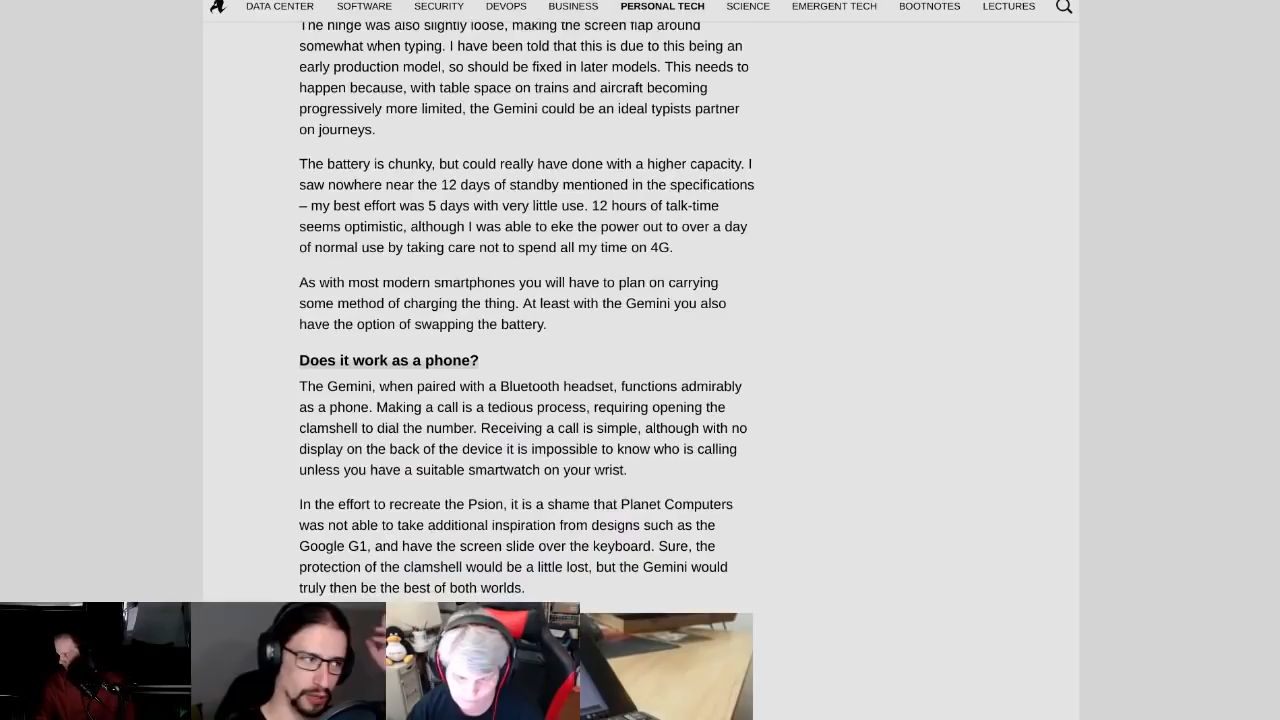 DATA CENTER SOFTWARE SECURITY DEVOPS BUSINESS PERSONAL TECH SCIENCE EMERGENT TECH BOOTNOTES LECTURES
The hinge was also slightly loose, making the screen flap around
somewhat when typing. I have been told that this is due to this being an
early production model, so should be fixed in later models. This needs to
happen because, with table space on trains and aircraft becoming
progressively more limited, the Gemini could be an ideal typists partner
on journeys.
The battery is chunky, but could really have done with a higher capacity. I
saw nowhere near the 12 days of standby mentioned in the specifications
– my best effort was 5 days with very little use. 12 hours of talk-time
seems optimistic, although I was able to eke the power out to over a day
of normal use by taking care not to spend all my time on 4G.
As with most modern smartphones you will have to plan on carrying
some method of charging the thing. At least with the Gemini you also
have the option of swapping the battery.
Does it work as a phone?
The Gemini, when paired with a Bluetooth headset, functions admirably
as a phone. Making a call is a tedious process, requiring opening the
clamshell to dial the number. Receiving a call is simple, although with no
display on the back of the device it is impossible to know who is calling
unless you have a suitable smartwatch on your wrist.
In the effort to recreate the Psion, it is a shame that Planet Computers
was not able to take additional inspiration from designs such as the
Google G1, and have the screen slide over the keyboard. Sure, the
protection of the clamshell would be a little lost, but the Gemini would
truly then be the best of both worlds.